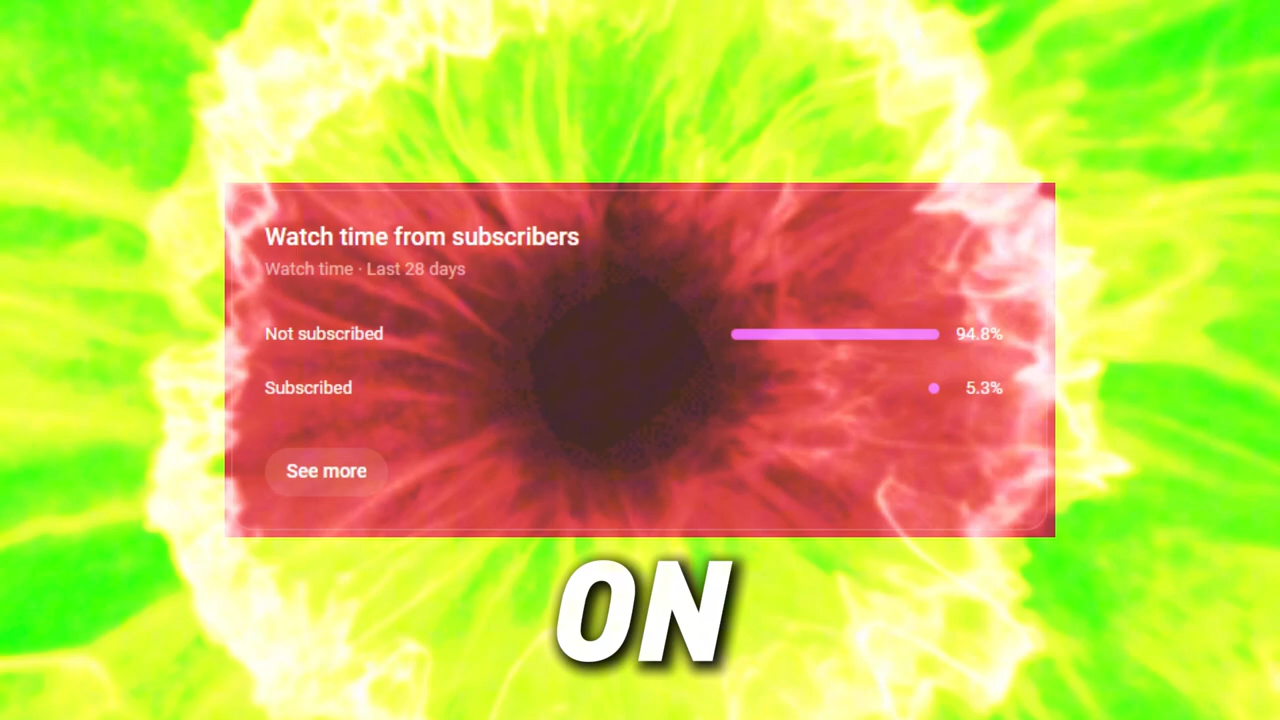 Watch time from subscribers
Watch time · Last 28 days
Not subscribed 94.8%
Subscribed 5.3%
See more
ON